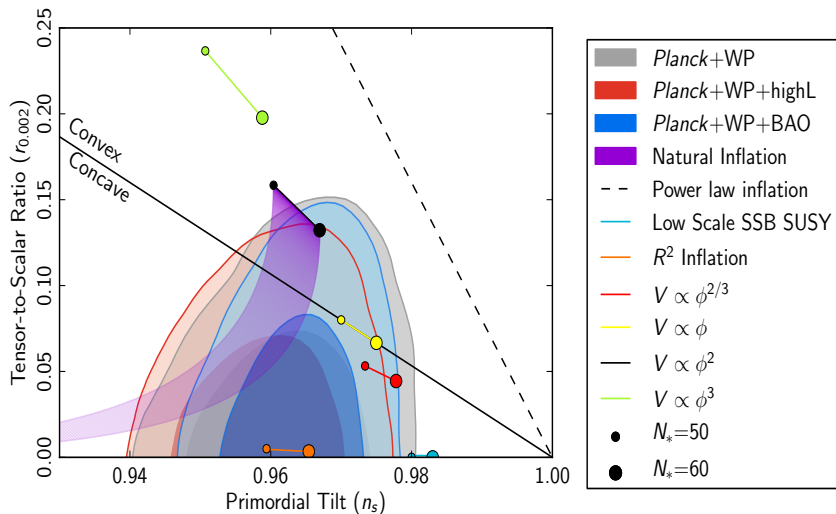 0.25
0.20
0.15
0.10
0.05
0.00
Tensor-to-Scalar Ratio (r₀.₀₀₂)
Convex
Concave
0.94
0.96
0.98
1.00
Primordial Tilt (nₛ)
Planck+WP
Planck+WP+highL
Planck+WP+BAO
Natural Inflation
Power law inflation
Low Scale SSB SUSY
R² Inflation
V ∝ ϕ²ᐟ³
V ∝ ϕ
V ∝ ϕ²
V ∝ ϕ³
N∗=50
N∗=60